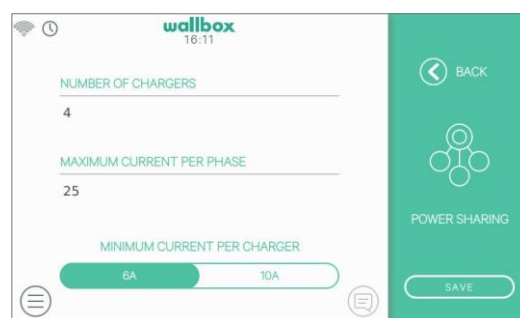 wallbox
16:11
BACK
NUMBER OF CHARGERS
4
MAXIMUM CURRENT PER PHASE
25
POWER SHARING
MINIMUM CURRENT PER CHARGER
6A 10A
SAVE